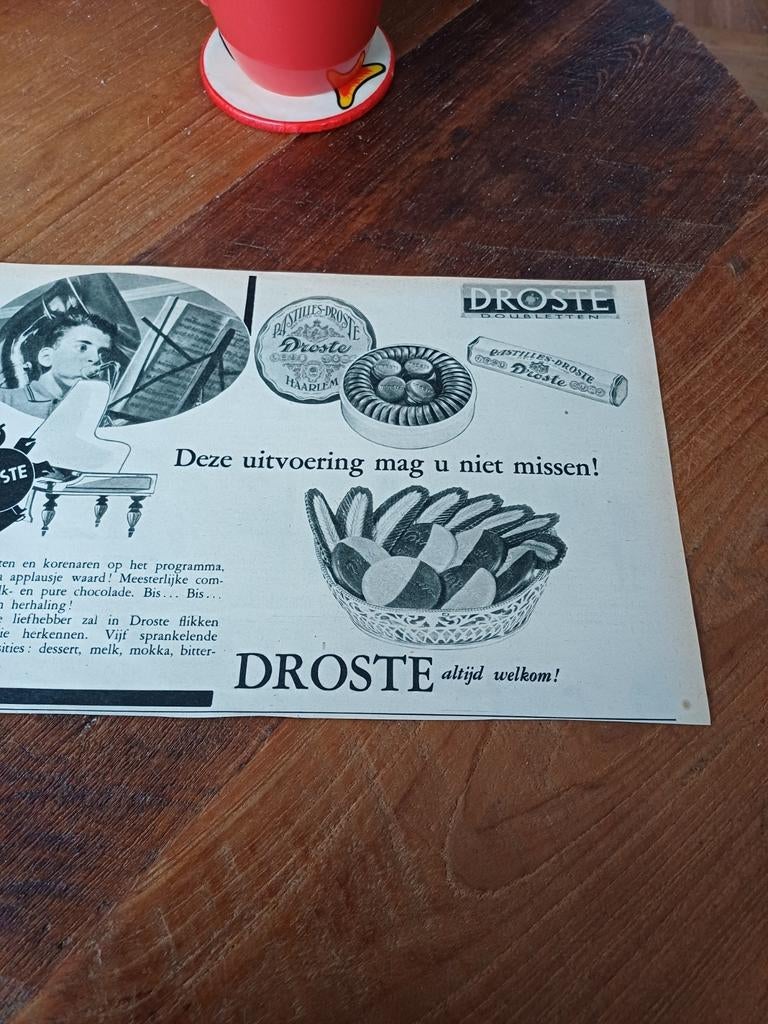 DROSTE
DOUBLETTEN
PASTILLES-DROSTE
Droste
HAARLEM
PASTILLES-DROSTE
Droste
Deze uitvoering mag u niet missen!
STE
ten en korenaren op het programma,
applausje waard! Meesterlijke com-
lk- en pure chocolade. Bis... Bis...
n herhaling!
e liefhebber zal in Droste flikken
ie herkennen. Vijf sprankelende
sities: dessert, melk, mokka, bitter-
DROSTE altijd welkom!